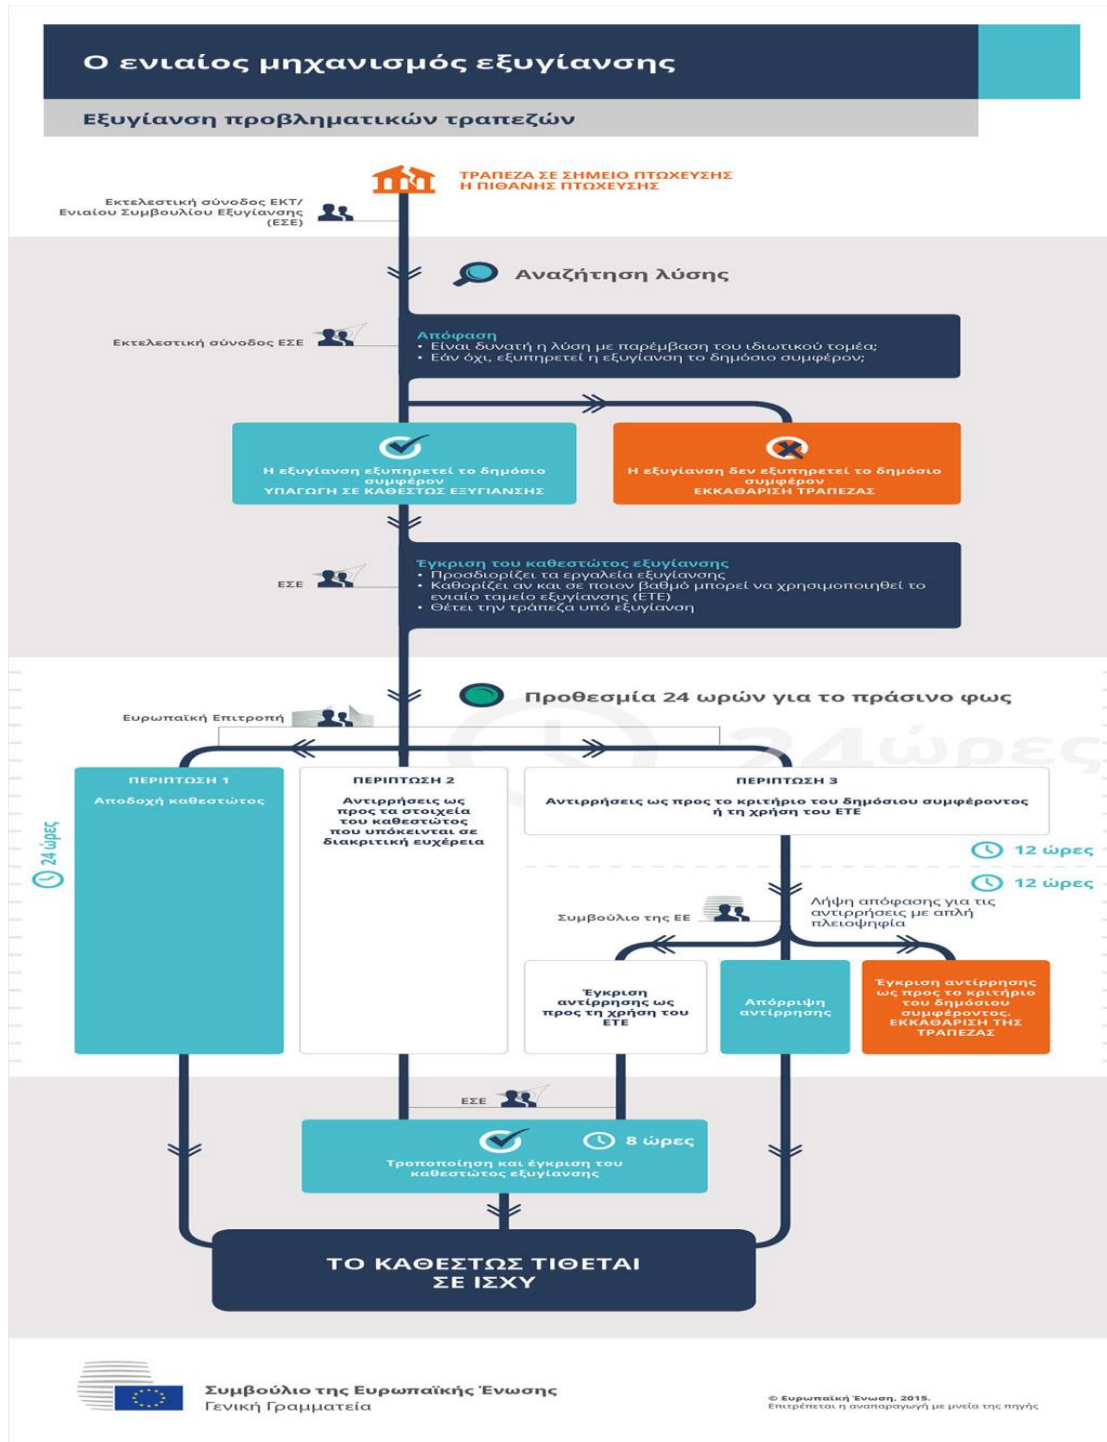 Ο ενιαίος μηχανισμός εξυγίανσης
Εξυγίανση προβληματικών τραπεζών
ΤΡΑΠΕΖΑ ΣΕ ΣΗΜΕΙΟ ΠΤΩΧΕΥΣΗΣ
Η ΠΙΘΑΝΗΣ ΠΤΩΧΕΥΣΗΣ
Εκτελεστική σύνοδος ΕΚΤ/
Ενιαίου Συμβουλίου Εξυγίανσης
(ΕΣΕ)
Αναζήτηση λύσης
Εκτελεστική σύνοδος ΕΣΕ
Απόφαση
• Είναι δυνατή η λύση με παρέμβαση του ιδιωτικού τομέα;
• Εάν όχι, εξυπηρετεί η εξυγίανση το δημόσιο συμφέρον;
Η εξυγίανση εξυπηρετεί το δημόσιο
συμφέρον
ΥΠΑΓΩΓΗ ΣΕ ΚΑΘΕΣΤΩΣ ΕΞΥΓΙΑΝΣΗΣ
Η εξυγίανση δεν εξυπηρετεί το δημόσιο
συμφέρον
ΕΚΚΑΘΑΡΙΣΗ ΤΡΑΠΕΖΑΣ
ΕΣΕ
Έγκριση του καθεστώτος εξυγίανσης
• Προσδιορίζει τα εργαλεία εξυγίανσης
• Καθορίζει αν και σε ποιον βαθμό μπορεί να χρησιμοποιηθεί το
ενιαίο ταμείο εξυγίανσης (ΕΤΕ)
• Θέτει την τράπεζα υπό εξυγίανση
Προθεσμία 24 ωρών για το πράσινο φως
Ευρωπαϊκή Επιτροπή
24ώρες
24 ώρες
ΠΕΡΙΠΤΩΣΗ 1
Αποδοχή καθεστώτος
ΠΕΡΙΠΤΩΣΗ 2
Αντιρρήσεις ως
προς τα στοιχεία
του καθεστώτος
που υπόκεινται σε
διακριτική ευχέρεια
ΠΕΡΙΠΤΩΣΗ 3
Αντιρρήσεις ως προς το κριτήριο του δημόσιου συμφέροντος
ή τη χρήση του ΕΤΕ
12 ώρες
12 ώρες
Συμβούλιο της ΕΕ
Λήψη απόφασης για τις
αντιρρήσεις με απλή
πλειοψηφία
Έγκριση
αντίρρησης ως
προς τη χρήση του
ΕΤΕ
Απόρριψη
αντίρρησης
Έγκριση αντίρρησης
ως προς το κριτήριο
του δημόσιου
συμφέροντος.
ΕΚΚΑΘΑΡΙΣΗ ΤΗΣ
ΤΡΑΠΕΖΑΣ
ΕΣΕ
8 ώρες
Τροποποίηση και έγκριση του
καθεστώτος εξυγίανσης
ΤΟ ΚΑΘΕΣΤΩΣ ΤΙΘΕΤΑΙ
ΣΕ ΙΣΧΥ
Συμβούλιο της Ευρωπαϊκής Ένωσης
Γενική Γραμματεία
© Ευρωπαϊκή Ένωση, 2015.
Επιτρέπεται η αναπαραγωγή με μνεία της πηγής